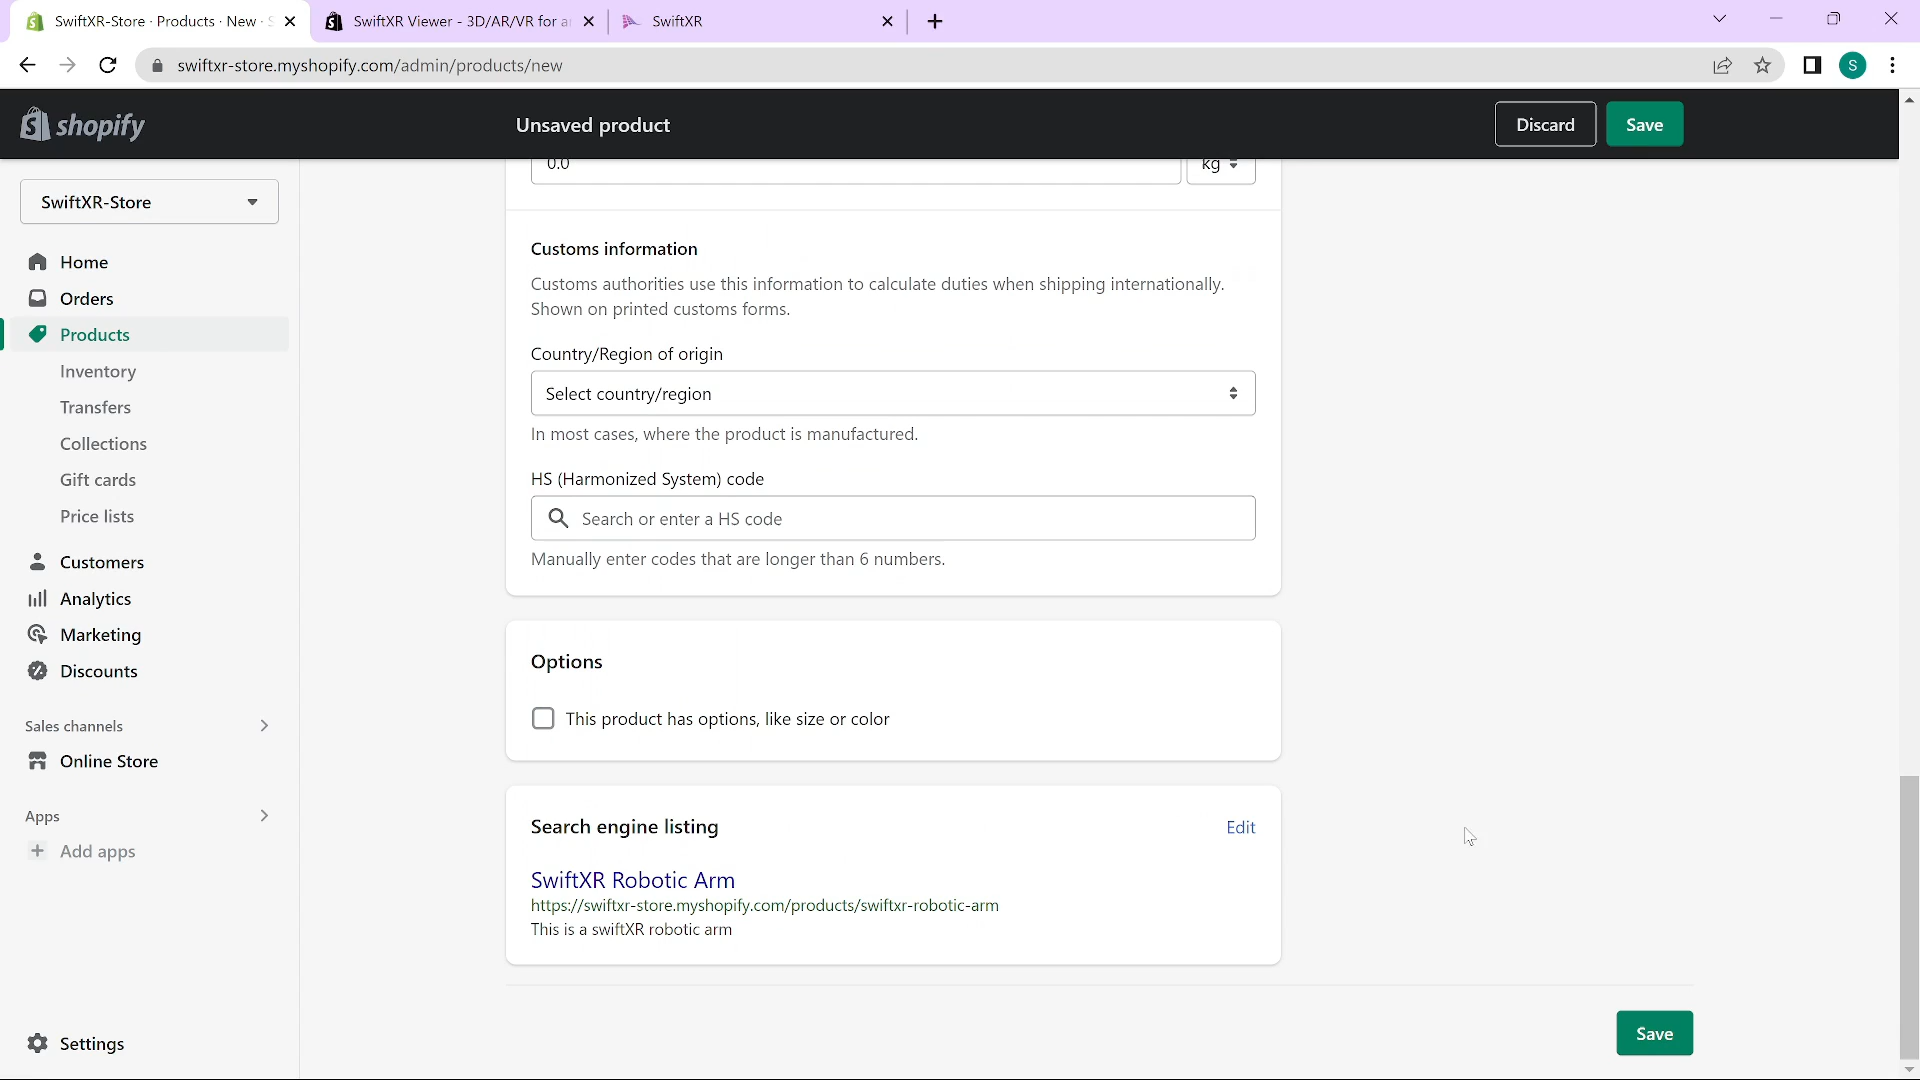 SwiftXR-Store · Products · New · S
SwiftXR Viewer - 3D/AR/VR for a
SwiftXR
swiftxr-store.myshopify.com/admin/products/new
S
shopify
Unsaved product
Discard
Save
SwiftXR-Store
Home
Orders
Products
Inventory
Transfers
Collections
Gift cards
Price lists
Customers
Analytics
Marketing
Discounts
Sales channels
Online Store
Apps
Add apps
Settings
0.0
kg
Customs information
Customs authorities use this information to calculate duties when shipping internationally.
Shown on printed customs forms.
Country/Region of origin
Select country/region
In most cases, where the product is manufactured.
HS (Harmonized System) code
Search or enter a HS code
Manually enter codes that are longer than 6 numbers.
Options
This product has options, like size or color
Search engine listing
Edit
SwiftXR Robotic Arm
https://swiftxr-store.myshopify.com/products/swiftxr-robotic-arm
This is a swiftXR robotic arm
Save